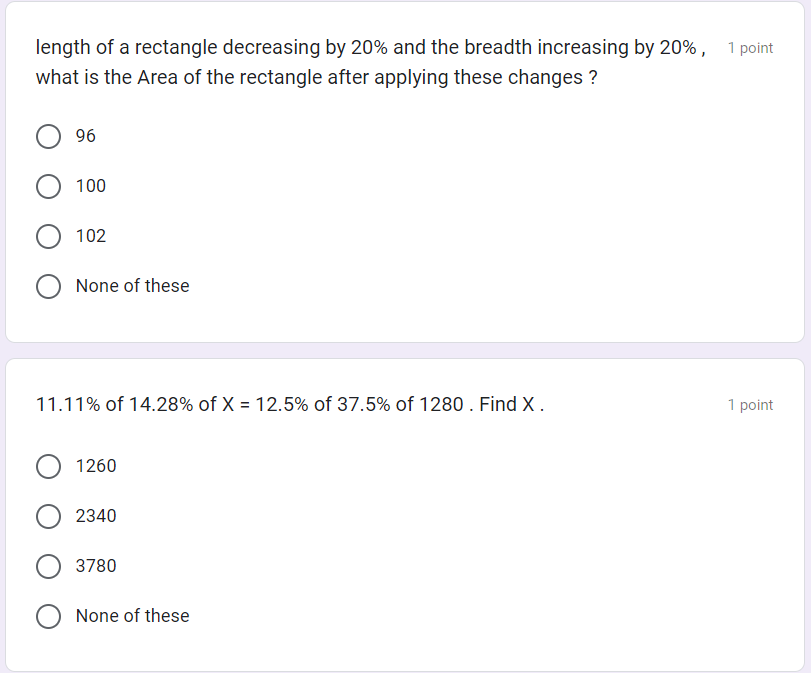 length of a rectangle decreasing by 20% and the breadth increasing by 20% ,
1 point
what is the Area of the rectangle after applying these changes ?
96
100
102
None of these
11.11% of 14.28% of X = 12.5% of 37.5% of 1280 . Find X .
1 point
1260
2340
3780
None of these